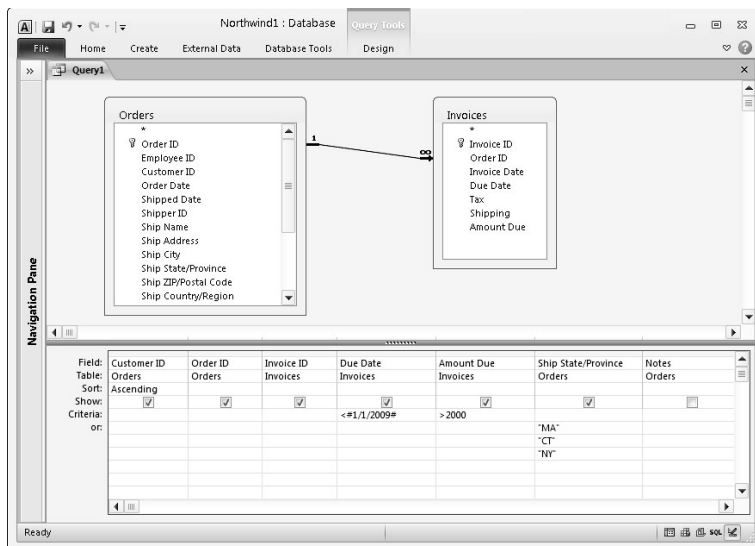 Northwind1 : Database
Query Tools
File Home Create External Data Database Tools Design
Query1
Navigation Pane
Orders
*
Order ID
Employee ID
Customer ID
Order Date
Shipped Date
Shipper ID
Ship Name
Ship Address
Ship City
Ship State/Province
Ship ZIP/Postal Code
Ship Country/Region
1
∞
Invoices
*
Invoice ID
Order ID
Invoice Date
Due Date
Tax
Shipping
Amount Due
Field: Customer ID Order ID Invoice ID Due Date Amount Due Ship State/Province Notes
Table: Orders Orders Invoices Invoices Invoices Orders Orders
Sort: Ascending
Show:
Criteria: <#1/1/2009# >2000
or: "MA"
"CT"
"NY"
Ready
SQL